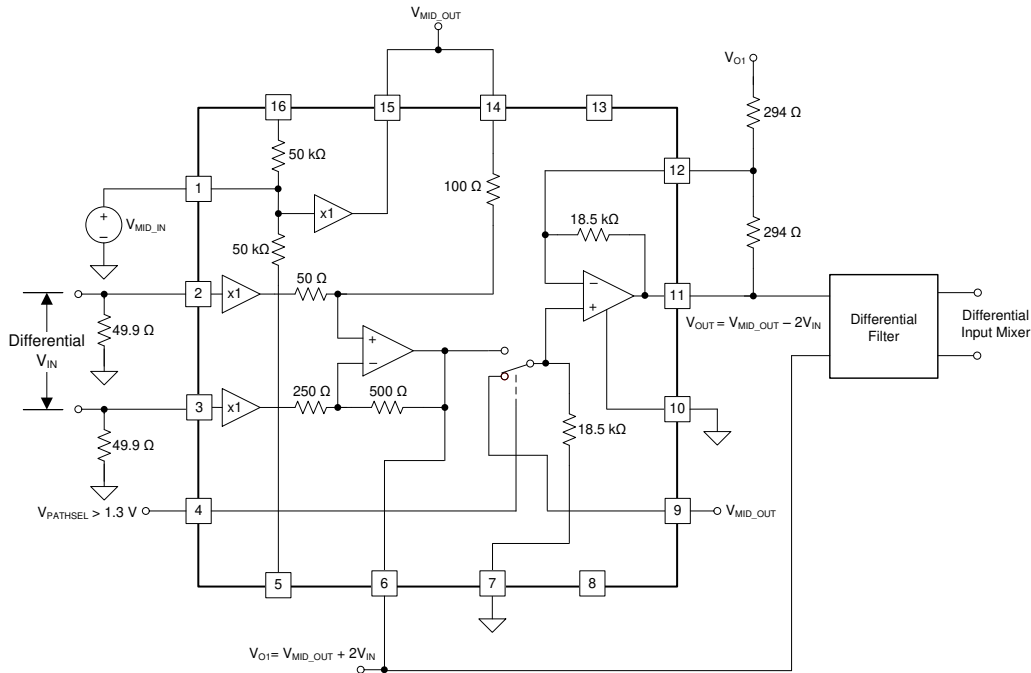 V_MID_OUT
V_O1
16
15
14
13
294 Ω
50 kΩ
12
1
100 Ω
x1
18.5 kΩ
+
−
V_MID_IN
50 kΩ
294 Ω
2
x1
50 Ω
−
+
11
V_OUT = V_MID_OUT − 2V_IN
Differential
Filter
Differential
Input Mixer
Differential
V_IN
49.9 Ω
+
−
3
x1
250 Ω
500 Ω
10
18.5 kΩ
49.9 Ω
V_PATHSEL > 1.3 V
4
9
V_MID_OUT
5
6
7
8
V_O1= V_MID_OUT + 2V_IN